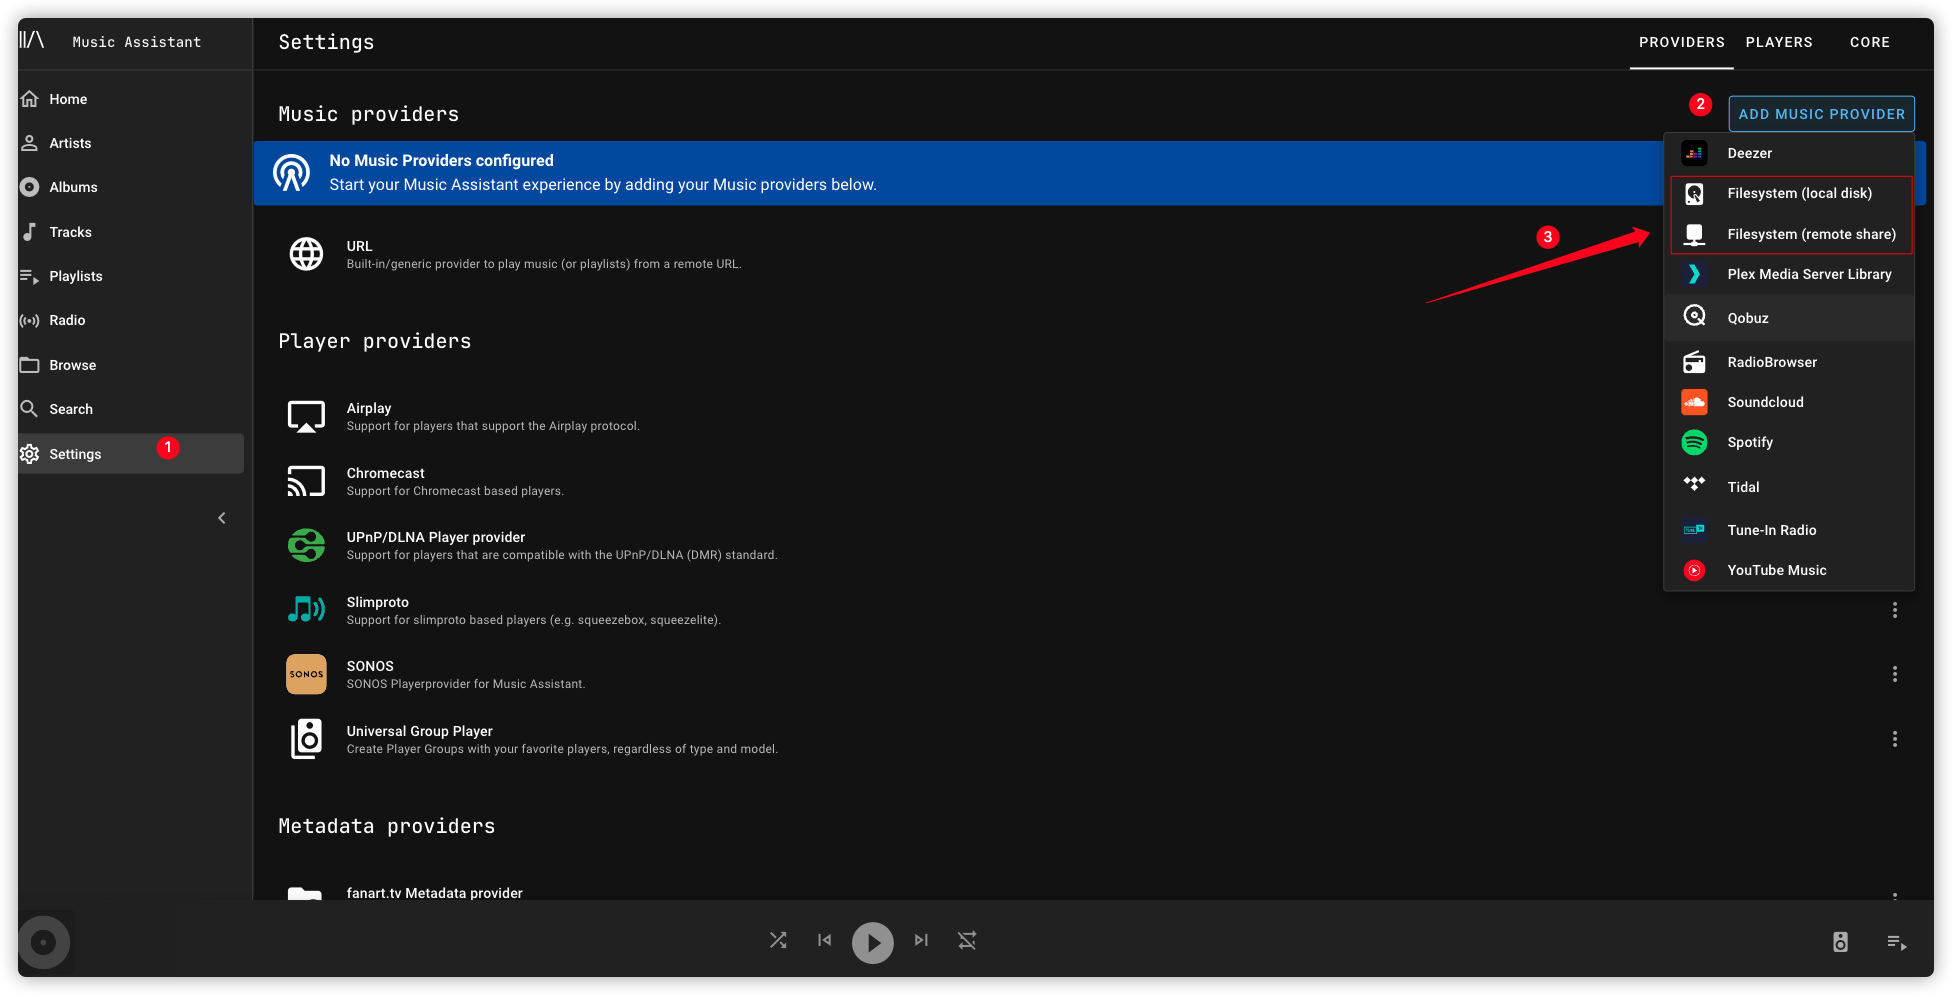 Music Assistant
Settings
PROVIDERS
PLAYERS
CORE
Home
Artists
Albums
Tracks
Playlists
Radio
Browse
Search
Settings
1
Music providers
2
ADD MUSIC PROVIDER
No Music Providers configured
Start your Music Assistant experience by adding your Music providers below.
URL
Built-in/generic provider to play music (or playlists) from a remote URL.
3
Deezer
Filesystem (local disk)
Filesystem (remote share)
Plex Media Server Library
Qobuz
RadioBrowser
Soundcloud
Spotify
Tidal
Tune-In Radio
YouTube Music
Player providers
Airplay
Support for players that support the Airplay protocol.
Chromecast
Support for Chromecast based players.
UPnP/DLNA Player provider
Support for players that are compatible with the UPnP/DLNA (DMR) standard.
Slimproto
Support for slimproto based players (e.g. squeezebox, squeezelite).
SONOS
SONOS
SONOS Playerprovider for Music Assistant.
Universal Group Player
Create Player Groups with your favorite players, regardless of type and model.
Metadata providers
fanart.tv Metadata provider